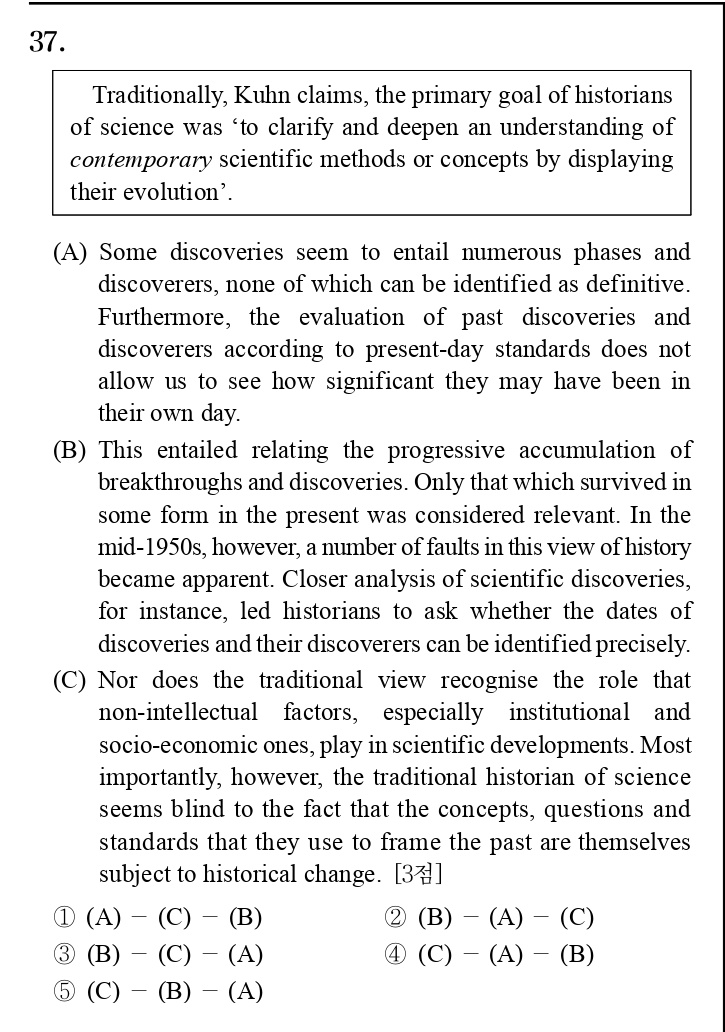 37.
Traditionally, Kuhn claims, the primary goal of historians
of science was ‘to clarify and deepen an understanding of
contemporary scientific methods or concepts by displaying
their evolution’.
(A) Some discoveries seem to entail numerous phases and
discoverers, none of which can be identified as definitive.
Furthermore, the evaluation of past discoveries and
discoverers according to present-day standards does not
allow us to see how significant they may have been in
their own day.
(B) This entailed relating the progressive accumulation of
breakthroughs and discoveries. Only that which survived in
some form in the present was considered relevant. In the
mid-1950s, however, a number of faults in this view of history
became apparent. Closer analysis of scientific discoveries,
for instance, led historians to ask whether the dates of
discoveries and their discoverers can be identified precisely.
(C) Nor does the traditional view recognise the role that
non-intellectual factors, especially institutional and
socio-economic ones, play in scientific developments. Most
importantly, however, the traditional historian of science
seems blind to the fact that the concepts, questions and
standards that they use to frame the past are themselves
subject to historical change. [3점]
① (A) － (C) － (B) ② (B) － (A) － (C)
③ (B) － (C) － (A) ④ (C) － (A) － (B)
⑤ (C) － (B) － (A)